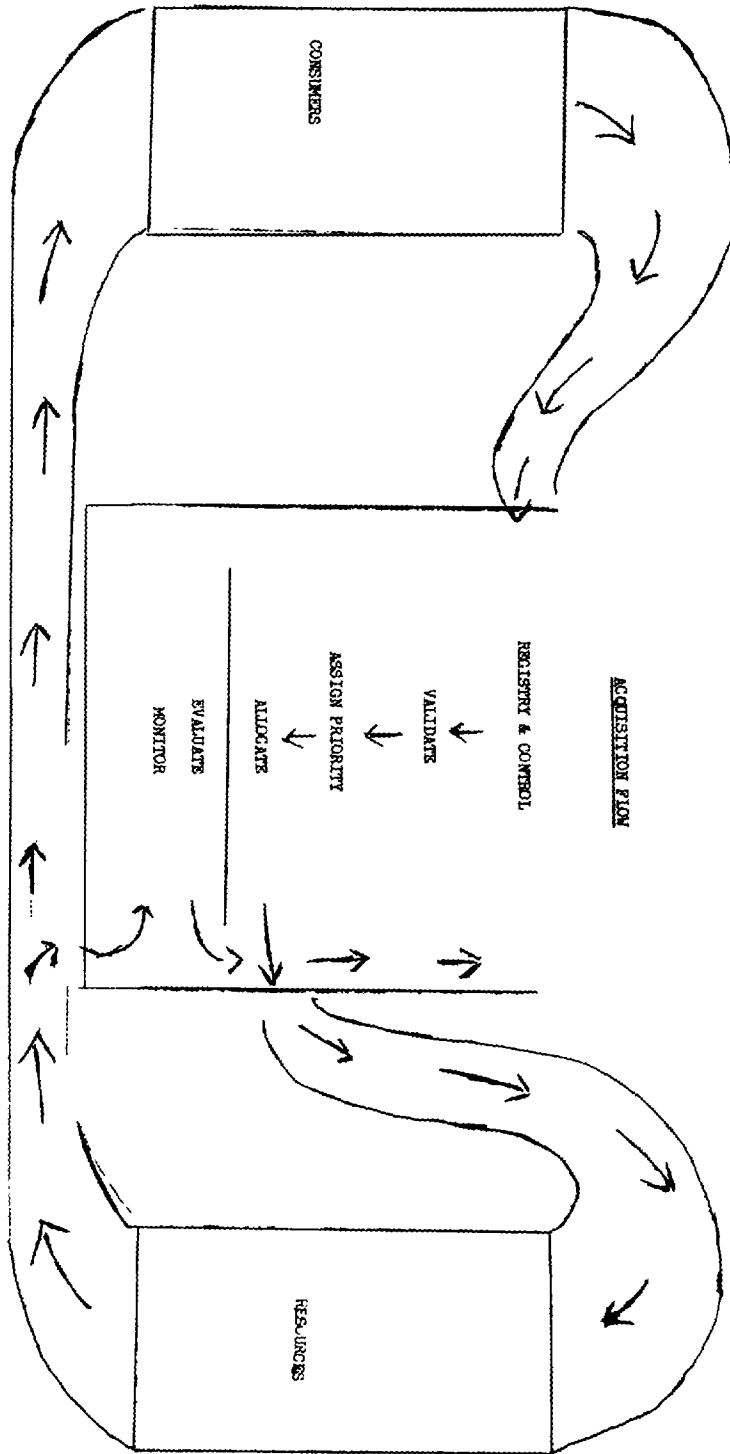 ACQUISITION FLOW
REGISTRY & CONTROL
VALIDATE
ASSIGN PRIORITY
ALLOCATE
EVALUATE
MONITOR
CONSUMERS
RESOURCES